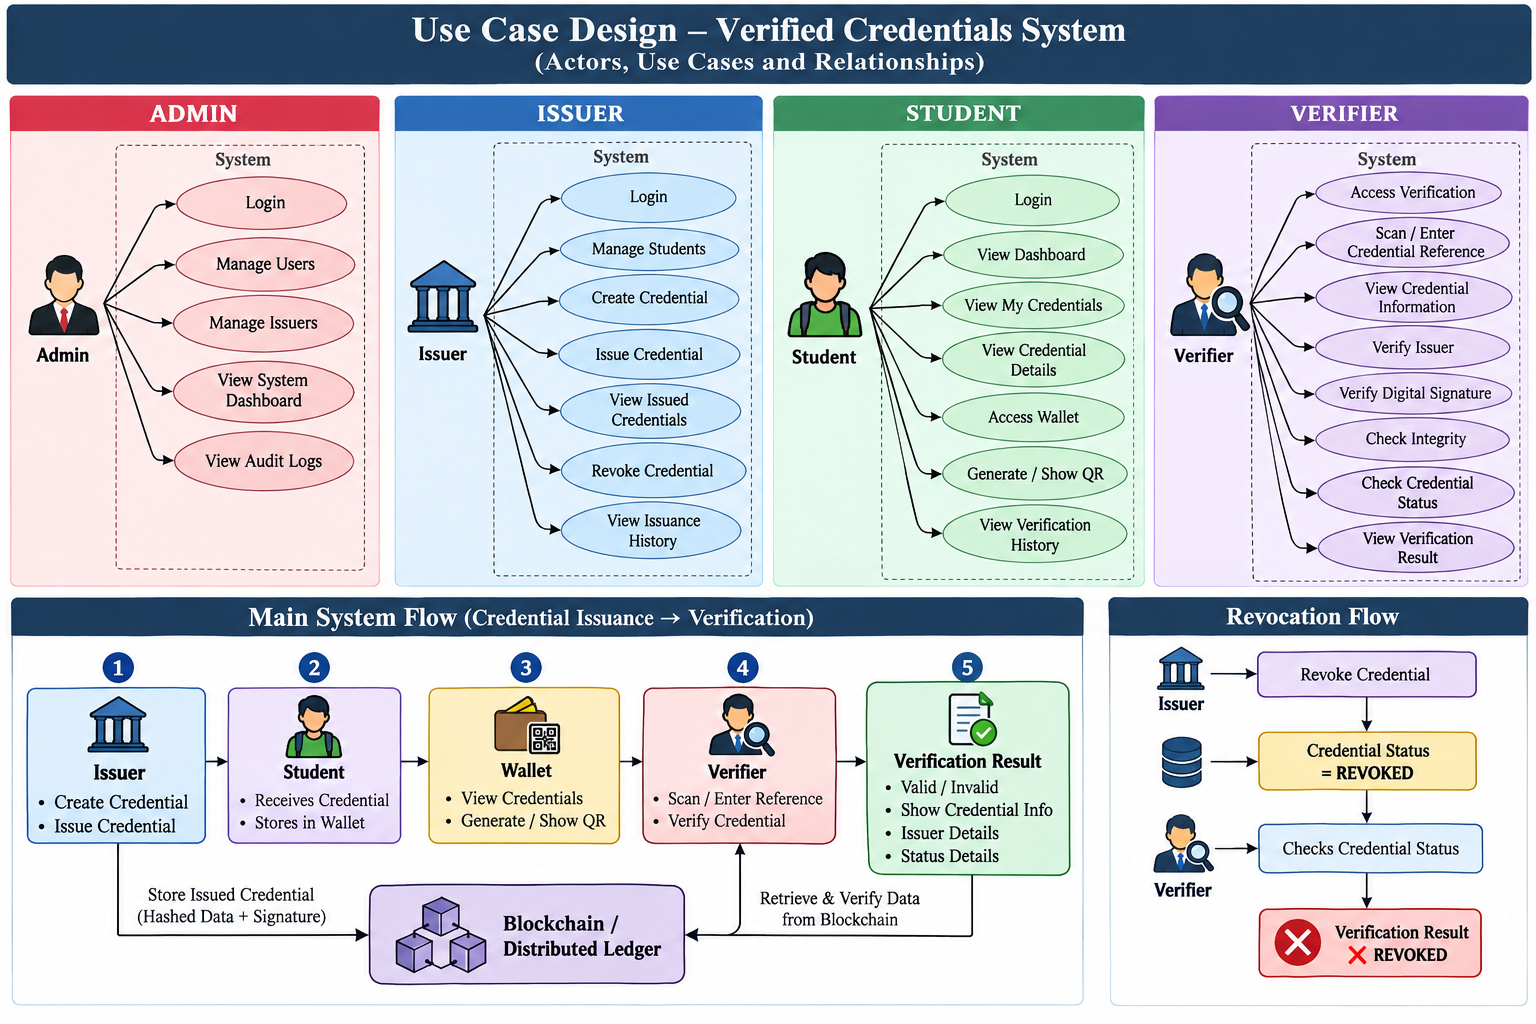 Use Case Design – Verified Credentials System
(Actors, Use Cases and Relationships)
ADMIN
System
Login
Manage Users
Manage Issuers
View System
Dashboard
View Audit Logs
Admin
ISSUER
System
Login
Manage Students
Create Credential
Issue Credential
View Issued
Credentials
Revoke Credential
View Issuance
History
Issuer
STUDENT
System
Login
View Dashboard
View My Credentials
View Credential
Details
Access Wallet
Generate / Show QR
View Verification
History
Student
VERIFIER
System
Access Verification
Scan / Enter
Credential Reference
View Credential
Information
Verify Issuer
Verify Digital Signature
Check Integrity
Check Credential
Status
View Verification
Result
Verifier
Main System Flow (Credential Issuance → Verification)
1
Issuer
• Create Credential
• Issue Credential
2
Student
• Receives Credential
• Stores in Wallet
3
Wallet
• View Credentials
• Generate / Show QR
4
Verifier
• Scan / Enter Reference
• Verify Credential
5
Verification Result
• Valid / Invalid
• Show Credential Info
• Issuer Details
• Status Details
Store Issued Credential
(Hashed Data + Signature)
Blockchain /
Distributed Ledger
Retrieve & Verify Data
from Blockchain
Revocation Flow
Issuer
Revoke Credential
Credential Status
= REVOKED
Verifier
Checks Credential Status
Verification Result
❌ REVOKED